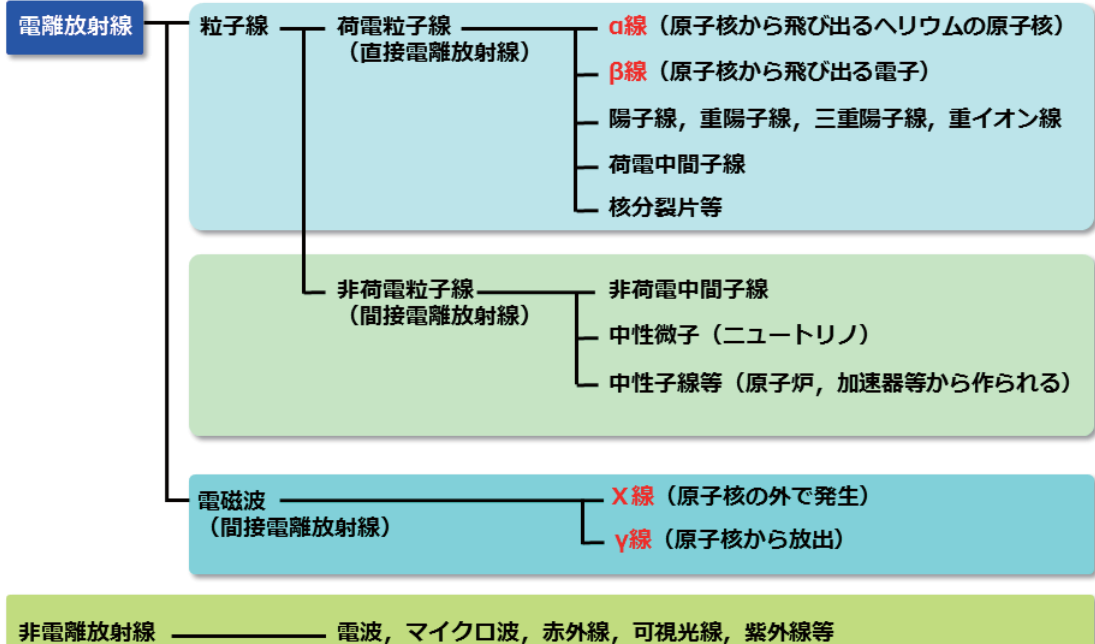 電離放射線
粒子線
荷電粒子線
(直接電離放射線)
α線(原子核から飛び出るヘリウムの原子核)
β線(原子核から飛び出る電子)
陽子線,重陽子線,三重陽子線,重イオン線
荷電中間子線
核分裂片等
非荷電粒子線
(間接電離放射線)
非荷電中間子線
中性微子(ニュートリノ)
中性子線等(原子炉,加速器等から作られる)
電磁波
(間接電離放射線)
X線(原子核の外で発生)
γ線(原子核から放出)
非電離放射線
電波,マイクロ波,赤外線,可視光線,紫外線等